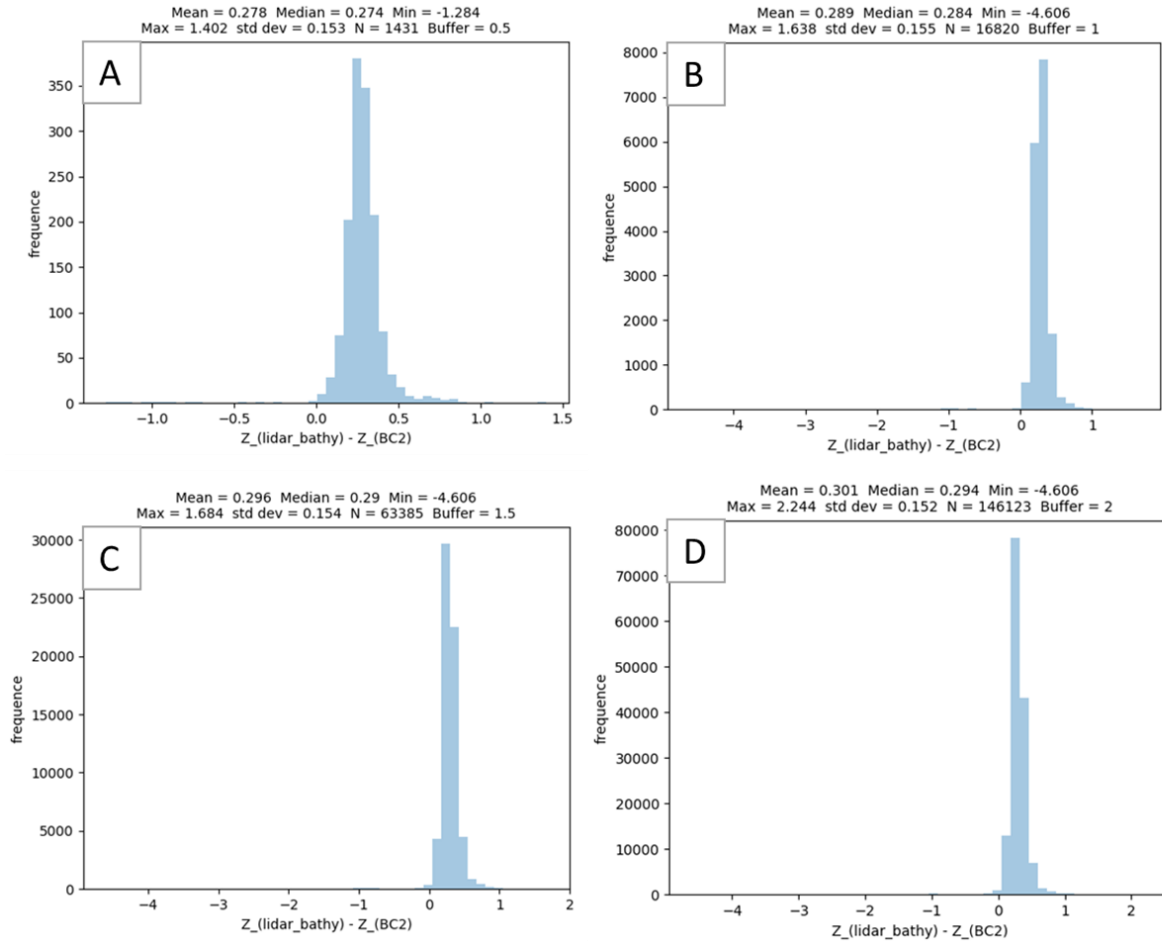 Mean = 0.278 Median = 0.274 Min = -1.284
Max = 1.402 std dev = 0.153 N = 1431 Buffer = 0.5
A
350
300
250
200
150
100
50
0
frequence
−1.0 −0.5 0.0 0.5 1.0 1.5
Z_(lidar_bathy) - Z_(BC2)
Mean = 0.289 Median = 0.284 Min = -4.606
Max = 1.638 std dev = 0.155 N = 16820 Buffer = 1
B
8000
7000
6000
5000
4000
3000
2000
1000
0
frequence
−4 −3 −2 −1 0 1
Z_(lidar_bathy) - Z_(BC2)
Mean = 0.296 Median = 0.29 Min = -4.606
Max = 1.684 std dev = 0.154 N = 63385 Buffer = 1.5
C
30000
25000
20000
15000
10000
5000
0
frequence
−4 −3 −2 −1 0 1 2
Z_(lidar_bathy) - Z_(BC2)
Mean = 0.301 Median = 0.294 Min = -4.606
Max = 2.244 std dev = 0.152 N = 146123 Buffer = 2
D
80000
70000
60000
50000
40000
30000
20000
10000
0
frequence
−4 −3 −2 −1 0 1 2
Z_(lidar_bathy) - Z_(BC2)